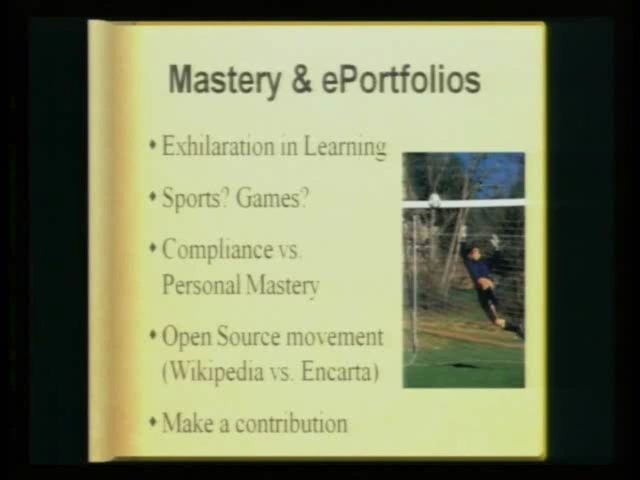 Mastery & ePortfolios
♦ Exhilaration in Learning
♦ Sports? Games?
♦ Compliance vs.
Personal Mastery
♦ Open Source movement
(Wikipedia vs. Encarta)
♦ Make a contribution